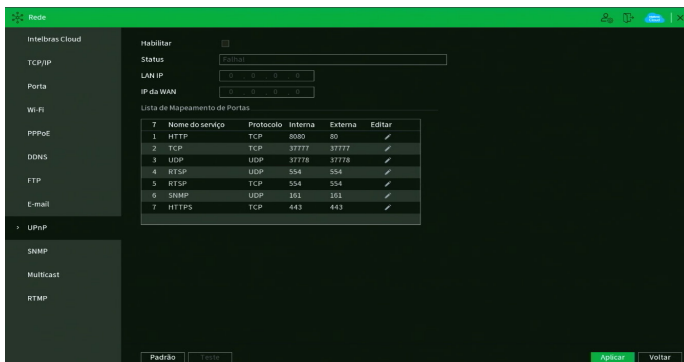 Rede
Intelbras Cloud
TCP/IP
Porta
Wi-Fi
PPPoE
DDNS
FTP
E-mail
> UPnP
SNMP
Multicast
RTMP
Habilitar
Status Falha!
LAN IP 0 . 0 . 0 . 0
IP da WAN 0 . 0 . 0 . 0
Lista de Mapeamento de Portas
7 Nome do serviço Protocolo Interna Externa Editar
1 HTTP TCP 8080 80
2 TCP TCP 37777 37777
3 UDP UDP 37778 37778
4 RTSP UDP 554 554
5 RTSP TCP 554 554
6 SNMP UDP 161 161
7 HTTPS TCP 443 443
Padrão Teste Aplicar Voltar